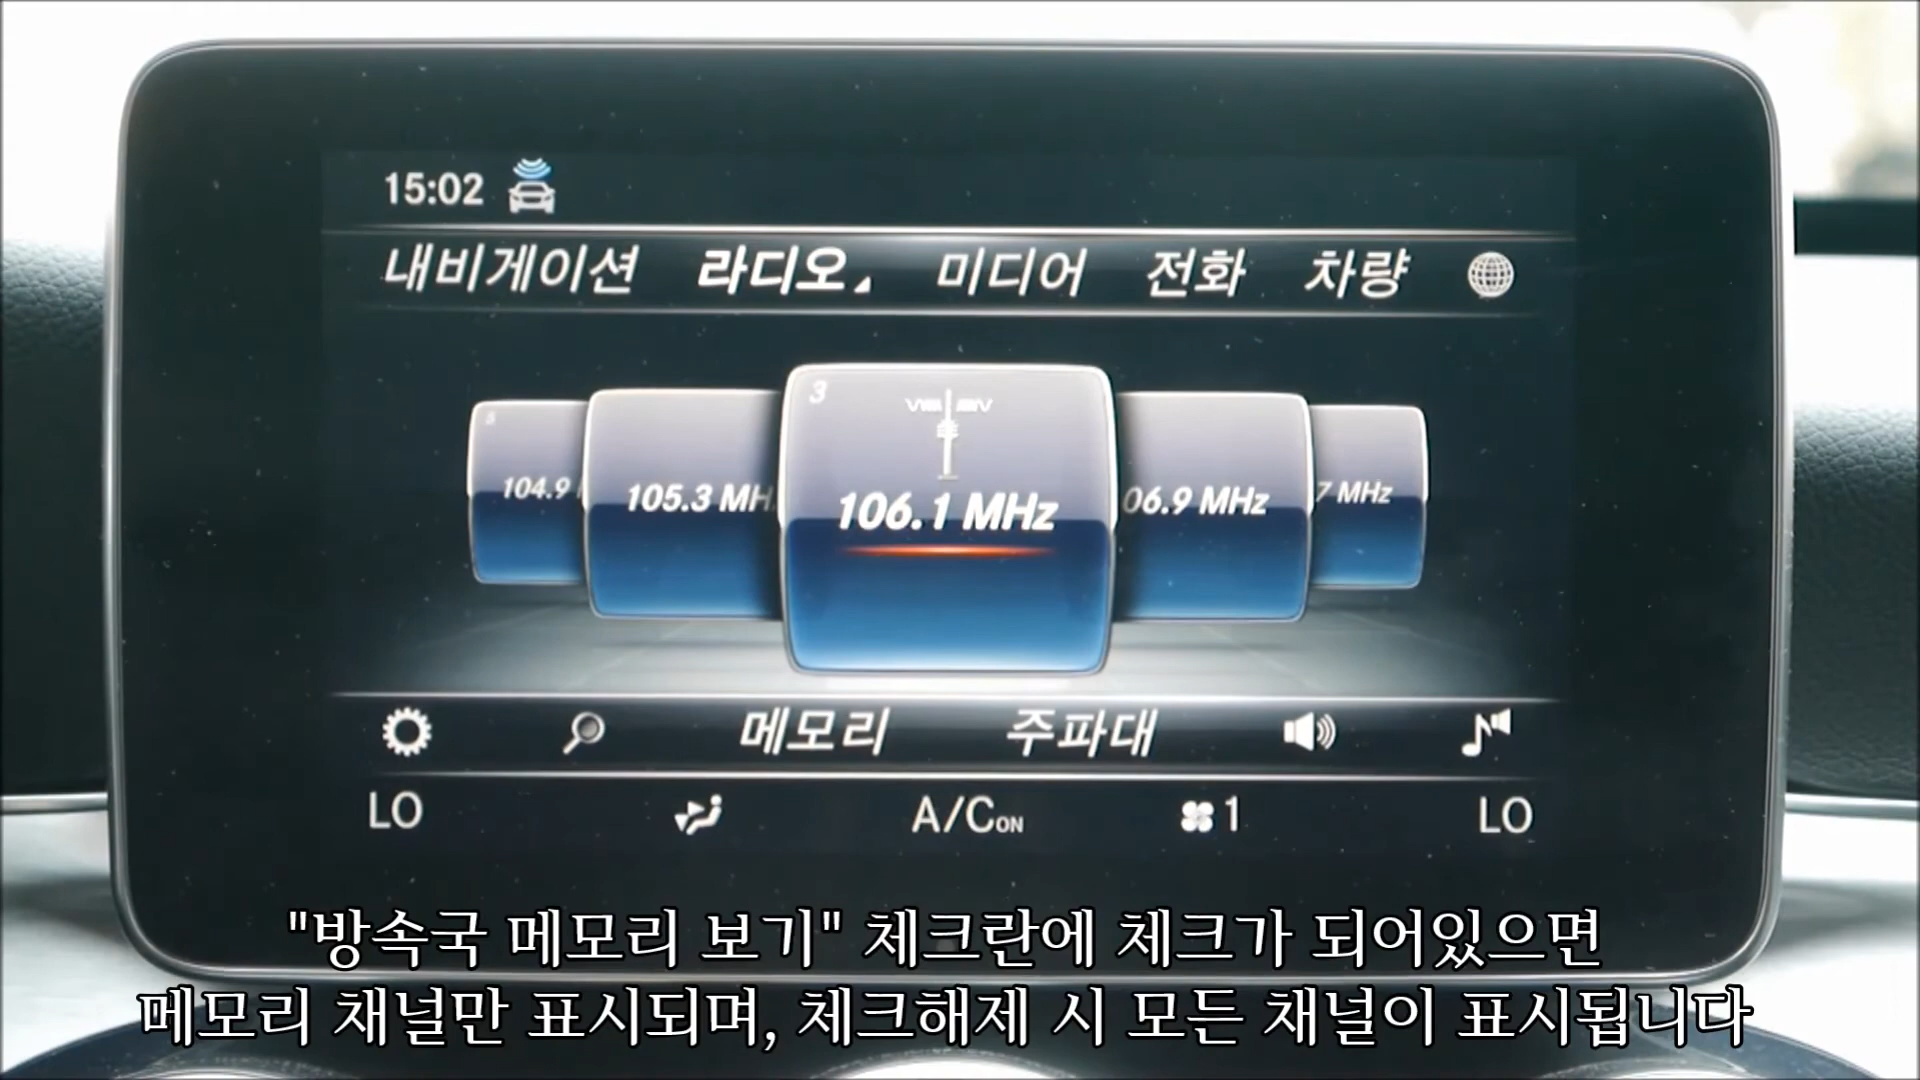 15:02
내비게이션 라디오 미디어 전화 차량
5 3
104.9 105.3 MH 106.1 MHz 06.9 MHz 7 MHz
메모리 주파대
LO A/C ON 1 LO
"방속국 메모리 보기" 체크란에 체크가 되어있으면
메모리 채널만 표시되며, 체크해제 시 모든 채널이 표시됩니다